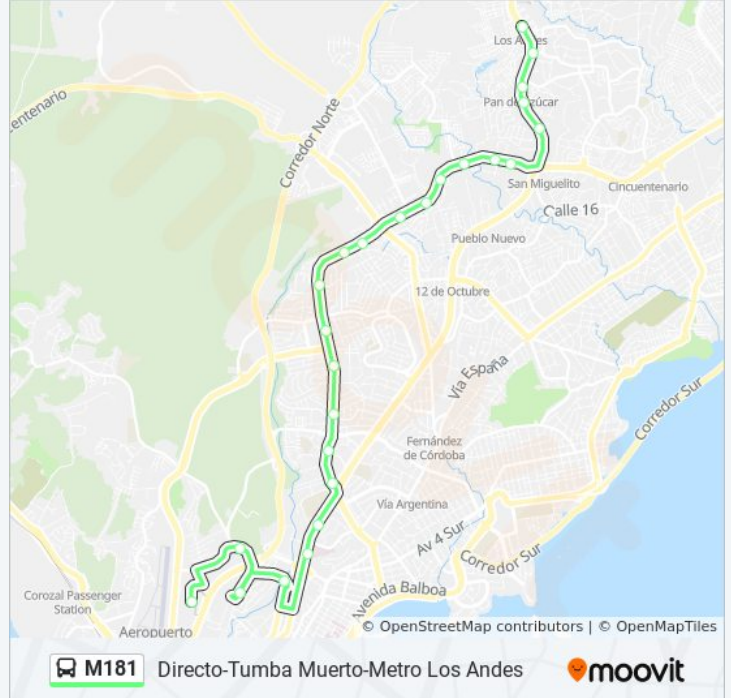 Los Andes
Pan de Azúcar
Corredor Norte
San Miguelito
Cincuentenario
Calle 16
Pueblo Nuevo
12 de Octubre
Vía España
Corredor Sur
Fernández
de Córdoba
Vía Argentina
Av 4 Sur
Corredor Sur
Avenida Balboa
Corozal Passenger
Station
Aeropuerto
© OpenStreetMap contributors | © OpenMapTiles
M181 Directo-Tumba Muerto-Metro Los Andes
moovit